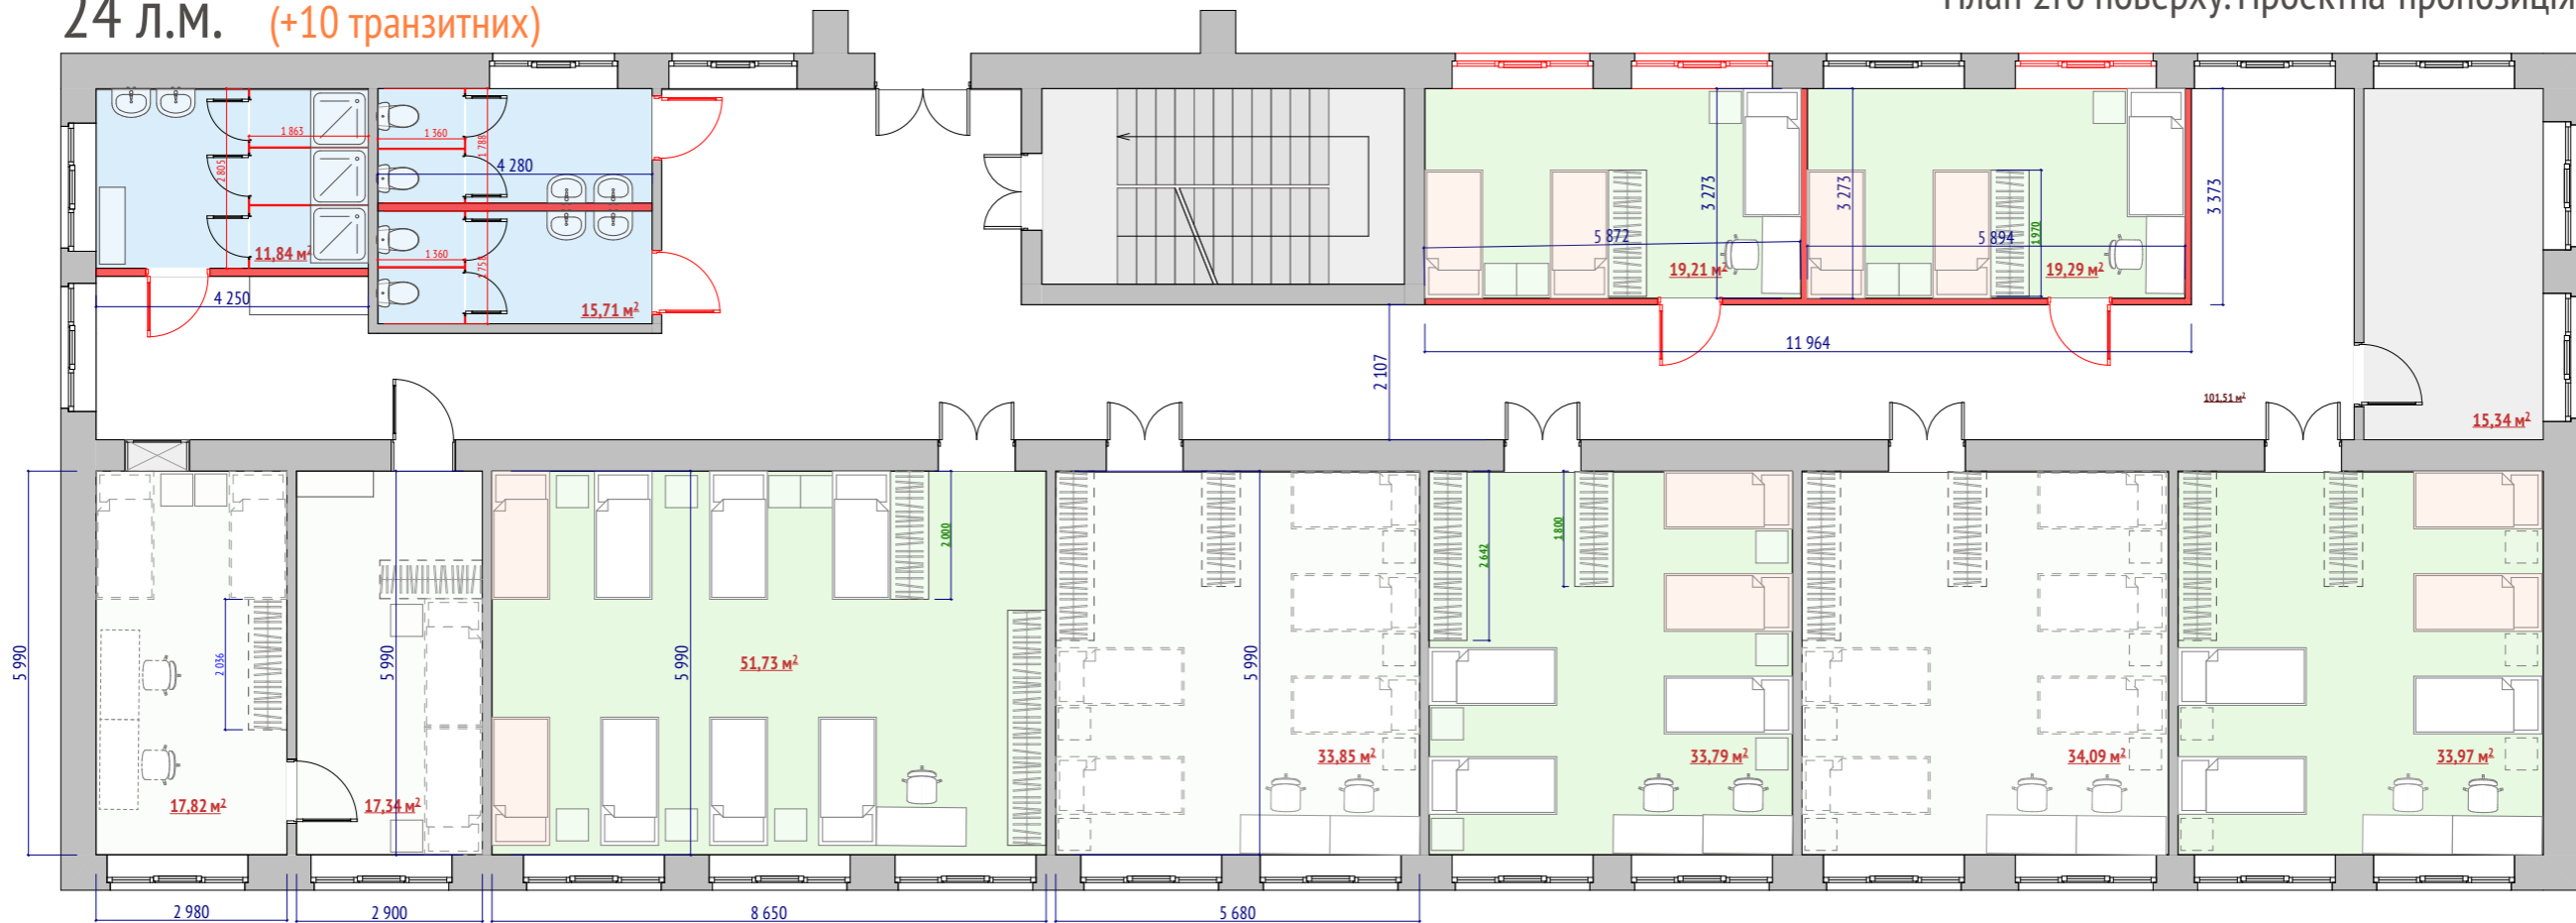 24 л.м. (+10 транзитних)
План 2го поверху. Проектна пропозиція
1 863
2 805
11,84 м²
4 250
1 360
1 788
4 280
1 360
1 751
15,71 м²
3 273
5 872
19,21 м²
3 273
1 970
5 894
19,29 м²
3 373
11 964
2 107
101,51 м²
15,34 м²
5 990
2 036
17,82 м²
5 990
17,34 м²
2 000
5 990
51,73 м²
5 990
33,85 м²
2 642
1 800
33,79 м²
34,09 м²
33,97 м²
2 980
2 900
8 650
5 680